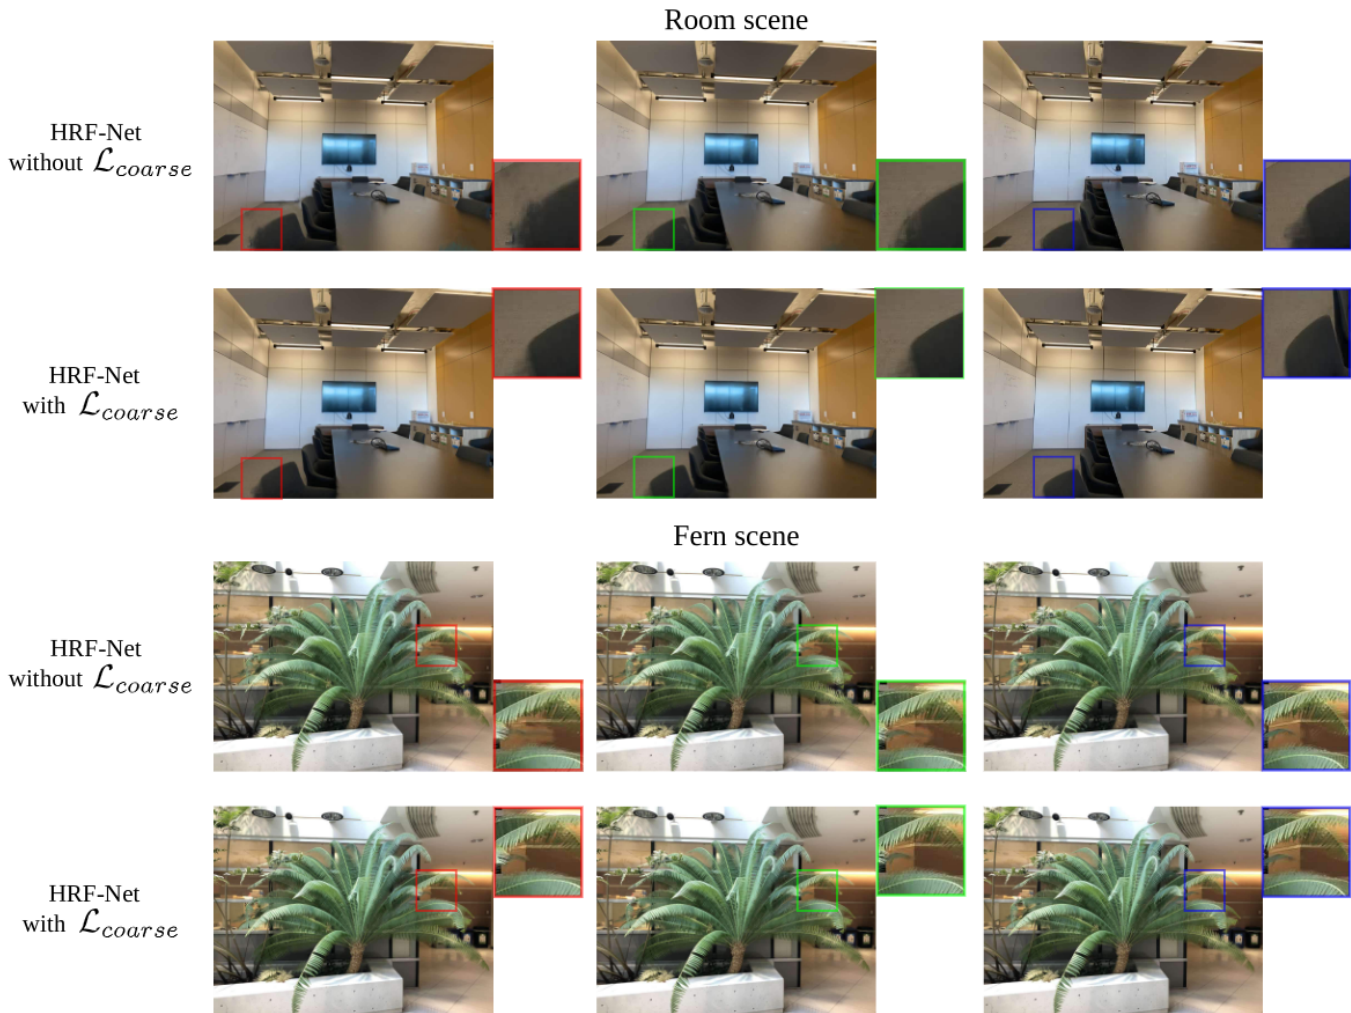 Room scene
HRF-Net
without ℒcoarse
HRF-Net
with ℒcoarse
Fern scene
HRF-Net
without ℒcoarse
HRF-Net
with ℒcoarse